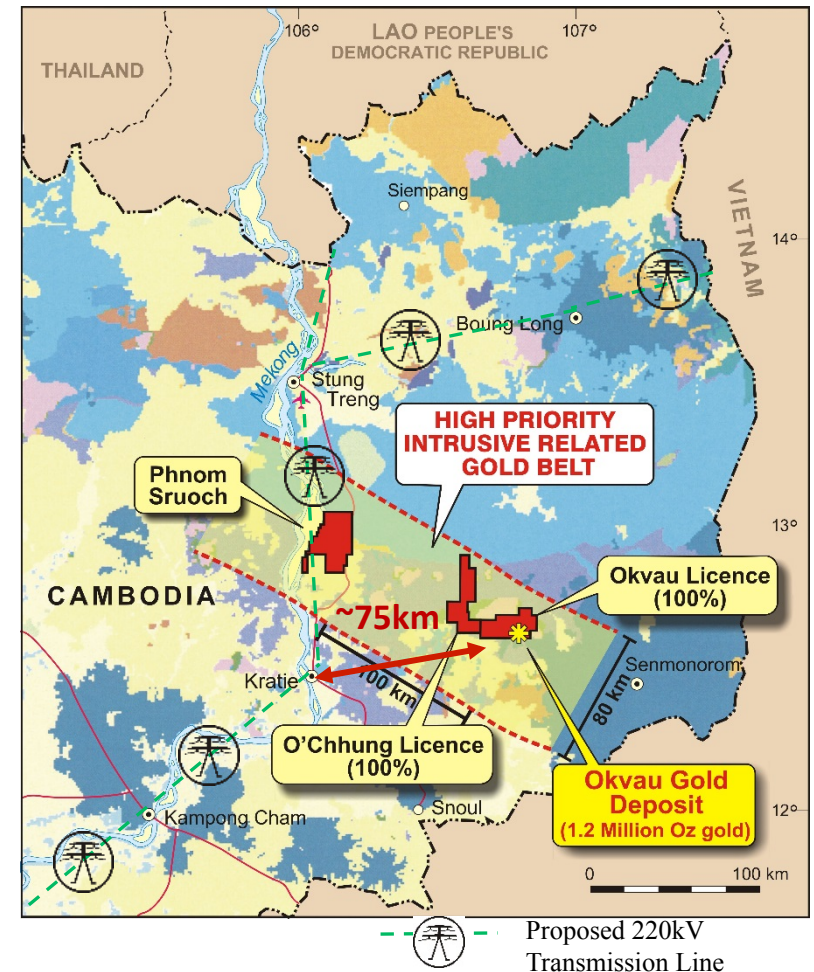 106°
107°
LAO PEOPLE'S
DEMOCRATIC REPUBLIC
THAILAND
Siempang
VIETNAM
14°
Boung Long
Mekong
Stung
Treng
HIGH PRIORITY
INTRUSIVE RELATED
GOLD BELT
Phnom
Sruoch
13°
Okvau Licence
(100%)
CAMBODIA
~75km
Senmonorom
Kratie
100 km
80 km
O'Chhung Licence
(100%)
Okvau Gold
Deposit
(1.2 Million Oz gold)
Snoul
12°
Kampong Cham
0
100 km
Proposed 220kV
Transmission Line